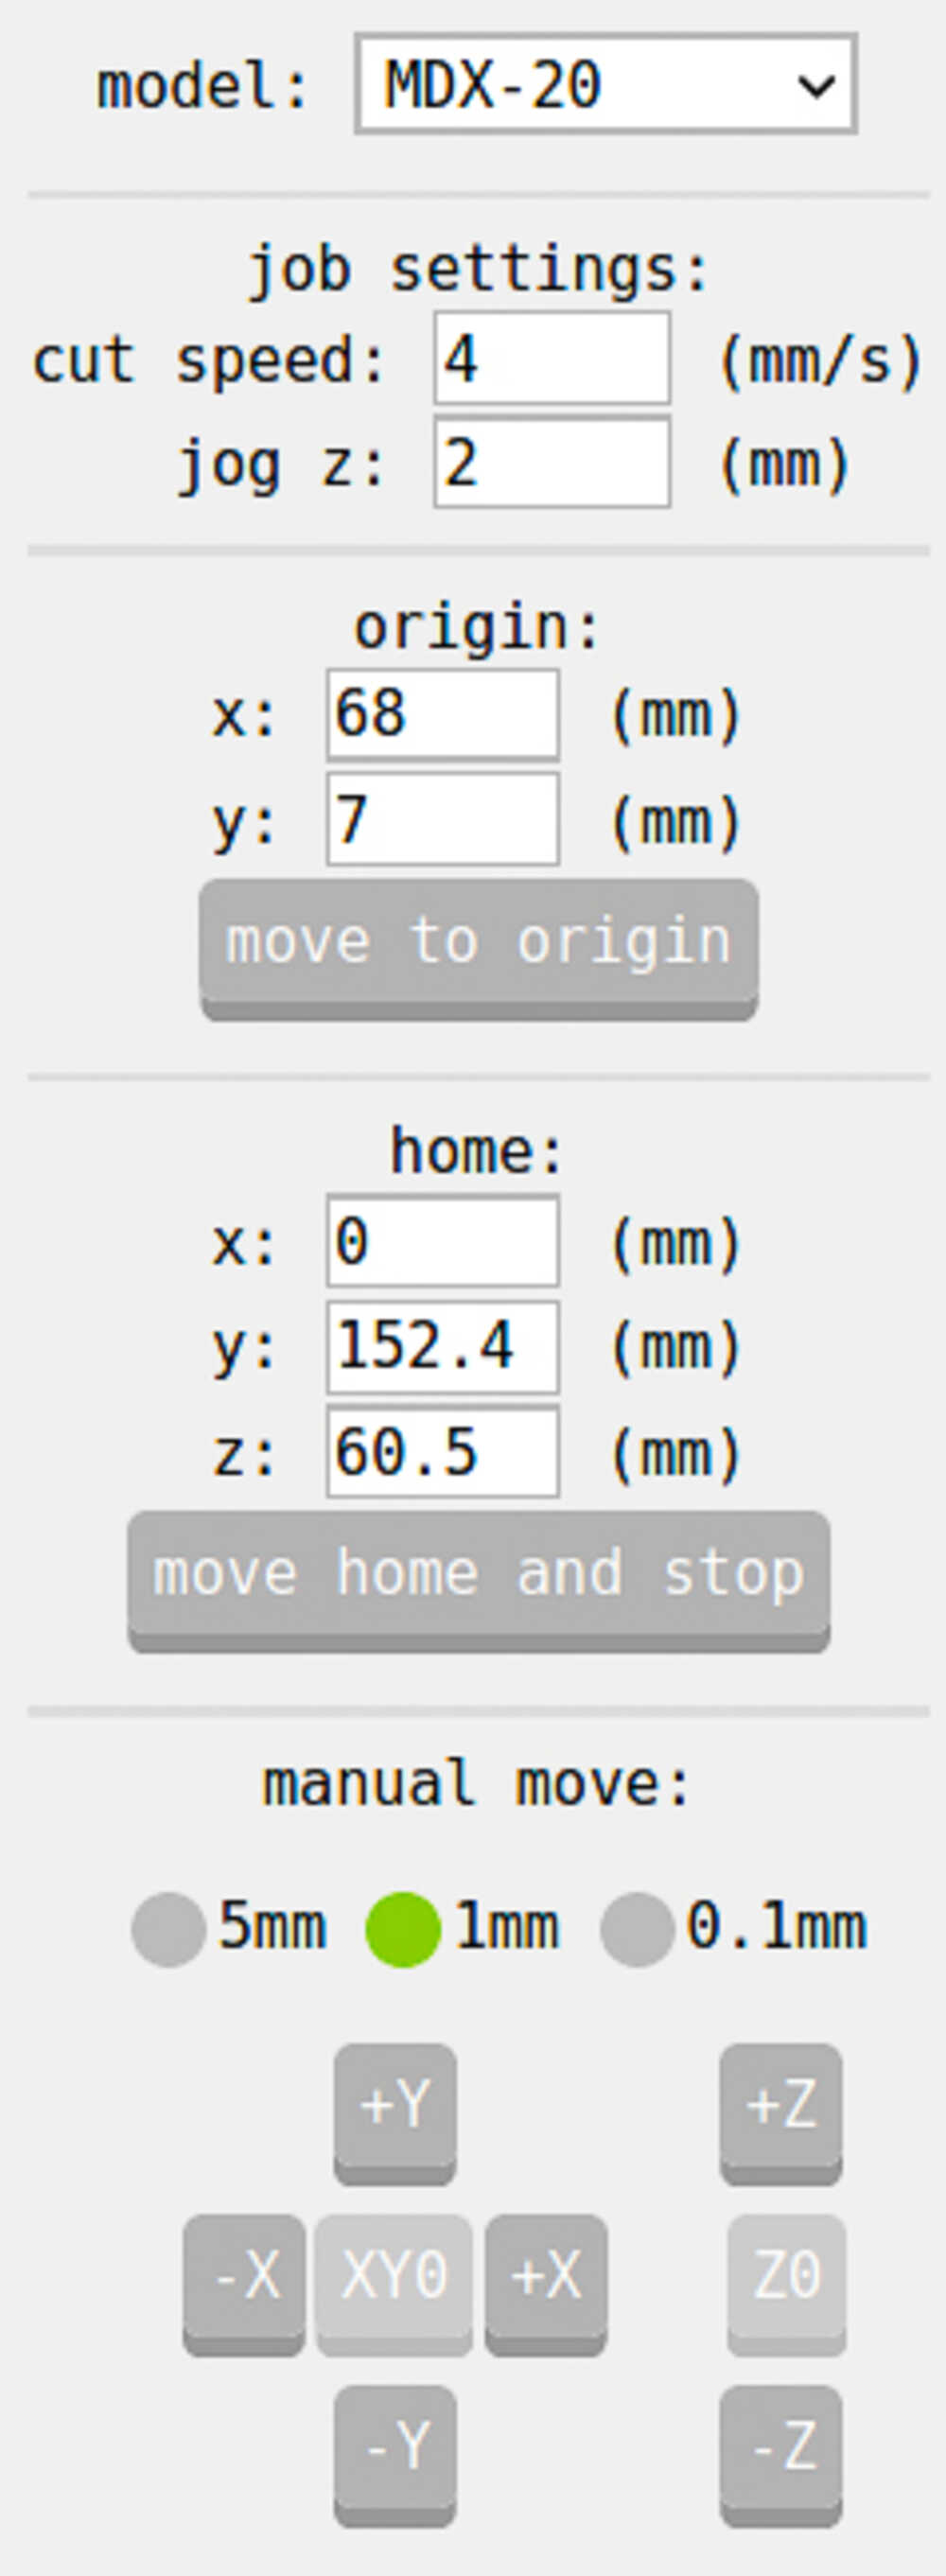 model: MDX-20
job settings:
cut speed: 4 (mm/s)
jog z: 2 (mm)
origin:
x: 68 (mm)
y: 7 (mm)
move to origin
home:
x: 0 (mm)
y: 152.4 (mm)
z: 60.5 (mm)
move home and stop
manual move:
5mm 1mm 0.1mm
+Y +Z
-X XY0 +X Z0
-Y -Z